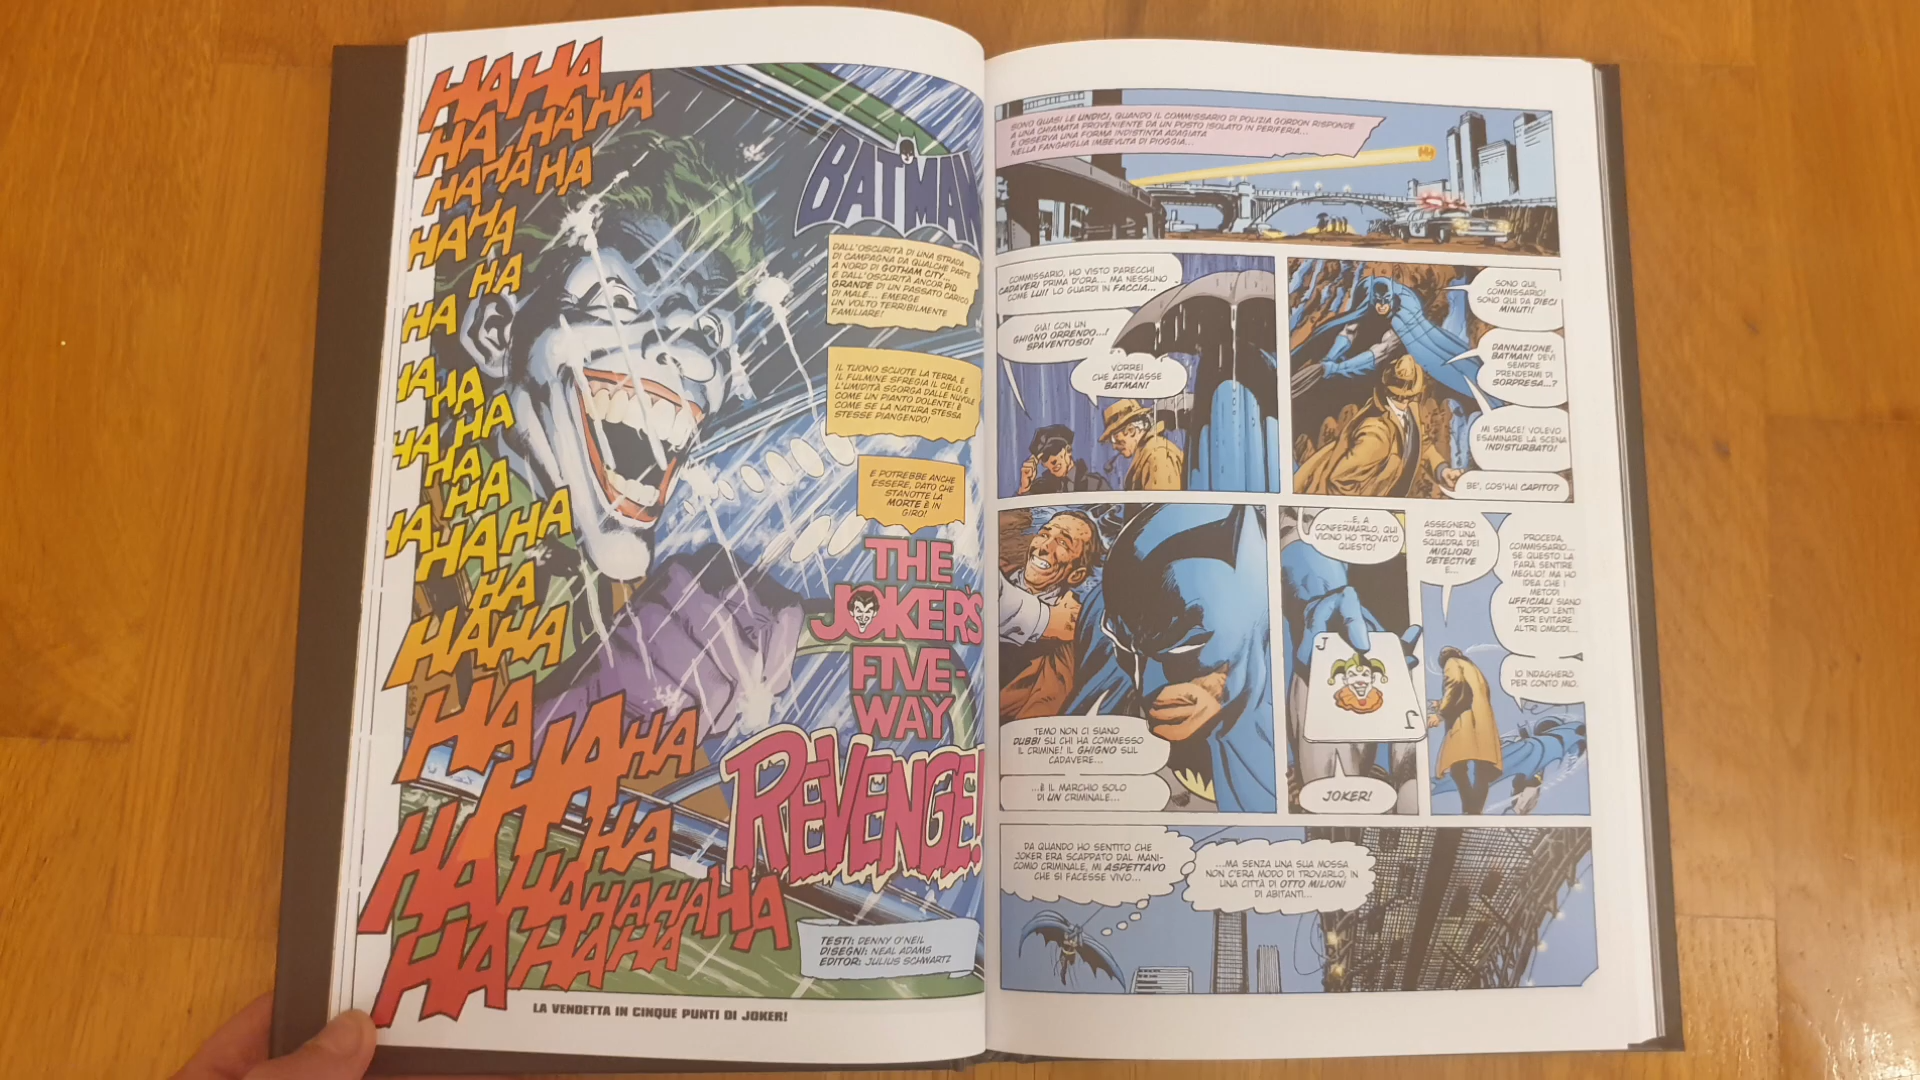 HAHA
HA HAHAHA
HAHAHAHA
HAHA
HA
HA
HA
HA
HA
HA
HA
HA
HA
HA
HAHAHA
HA
HAHA
HA HAHAHA
HA
HAHAHAHAHAHA
HAHAHAHA
BATMAN
DALL'OSCURITÀ DI UNA STRADA
DI CAMPAGNA DA QUALCHE PARTE
A NORD DI GOTHAM CITY...
E DALL'OSCURITÀ ANCOR PIÙ
GRANDE DI UN PASSATO CARICO
DI MALE... EMERGE
UN VOLTO TERRIBILMENTE
FAMILIARE!
IL TUONO SCUOTE LA TERRA, E
IL FULMINE SFREGIA IL CIELO, E
L'UMIDITÀ SGORGA DALLE NUVOLE
COME UN PIANTO DOLENTE! È
COME SE LA NATURA STESSA
STESSE PIANGENDO!
E POTREBBE ANCHE
ESSERE, DATO CHE
STANOTTE LA
MORTE È IN
GIRO!
THE
JOKER'S
FIVE-
WAY
REVENGE!
TESTI: DENNY O'NEIL
DISEGNI: NEAL ADAMS
EDITOR: JULIUS SCHWARTZ
LA VENDETTA IN CINQUE PUNTI DI JOKER!
SONO QUASI LE UNDICI, QUANDO IL COMMISSARIO DI POLIZIA GORDON RISPONDE
A UNA CHIAMATA PROVENIENTE DA UN POSTO ISOLATO IN PERIFERIA...
E OSSERVA UNA FORMA INDISTINTA ADAGIATA
NELLA FANGHIGLIA IMBEVUTA DI PIOGGIA...
COMMISSARIO, HO VISTO PARECCHI
CADAVERI PRIMA D'ORA... MA NESSUNO
COME LUI! LO GUARDI IN FACCIA...
GIÀ! CON UN
GHIGNO ORRENDO...!
SPAVENTOSO!
VORREI
CHE ARRIVASSE
BATMAN!
SONO QUI,
COMMISSARIO!
SONO QUI DA DIECI
MINUTI!
DANNAZIONE,
BATMAN! DEVI
SEMPRE
PRENDERMI DI
SORPRESA...?
MI SPIACE! VOLEVO
ESAMINARE LA SCENA
INDISTURBATO!
BE', COS'HAI CAPITO?
TEMO NON CI SIANO
DUBBI SU CHI HA COMMESSO
IL CRIMINE! IL GHIGNO SUL
CADAVERE...
...È IL MARCHIO SOLO
DI UN CRIMINALE...
...E, A
CONFERMARLO, QUI
VICINO HO TROVATO
QUESTO!
J
J
JOKER!
ASSEGNERÒ
SUBITO UNA
SQUADRA DEI
MIGLIORI
DETECTIVE
E...
PROCEDA,
COMMISSARIO...
SE QUESTO LA
FARÀ SENTIRE
MEGLIO! MA HO
IDEA CHE I
METODI
UFFICIALI SIANO
TROPPO LENTI
PER EVITARE
ALTRI OMICIDI...
IO INDAGHERÒ
PER CONTO MIO.
DA QUANDO HO SENTITO CHE
JOKER ERA SCAPPATO DAL MANI-
COMIO CRIMINALE, MI ASPETTAVO
CHE SI FACESSE VIVO...
...MA SENZA UNA SUA MOSSA
NON C'ERA MODO DI TROVARLO, IN
UNA CITTÀ DI OTTO MILIONI
DI ABITANTI...